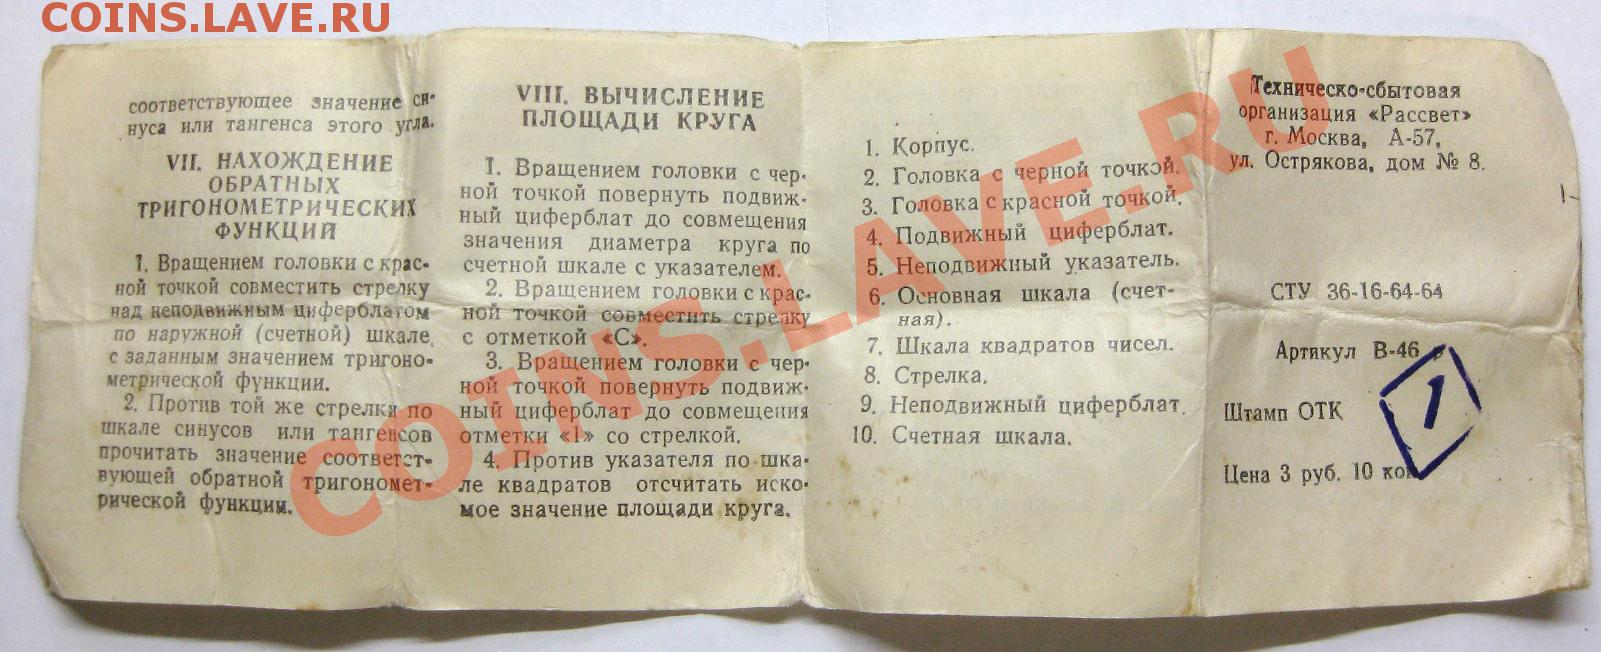 COINS.LAVE.RU
соответствующее значение си-
нуса или тангенса этого угла.
VII. НАХОЖДЕНИЕ
ОБРАТНЫХ
ТРИГОНОМЕТРИЧЕСКИХ
ФУНКЦИЙ
1. Вращением головки с крас-
ной точкой совместить стрелку
над неподвижным циферблатом
по наружной (счетной) шкале
с заданным значением тригоно-
метрической функции.
2. Против той же стрелки по
шкале синусов или тангенсов
прочитать значение соответст-
вующей обратной тригономет-
рической функции.
VIII. ВЫЧИСЛЕНИЕ
ПЛОЩАДИ КРУГА
1. Вращением головки с чер-
ной точкой повернуть подвиж-
ный циферблат до совмещения
значения диаметра круга по
счетной шкале с указателем.
2. Вращением головки с крас-
ной точкой совместить стрелку
с отметкой «С».
3. Вращением головки с чер-
ной точкой повернуть подвиж-
ный циферблат до совмещения
отметки «1» со стрелкой.
4. Против указателя по шка-
ле квадратов отсчитать иско-
мое значение площади круга.
1. Корпус.
2. Головка с черной точкой.
3. Головка с красной точкой.
4. Подвижный циферблат.
5. Неподвижный указатель.
6. Основная шкала (счет-
ная).
7. Шкала квадратов чисел.
8. Стрелка.
9. Неподвижный циферблат.
10. Счетная шкала.
Техническо-сбытовая
организация «Рассвет»
г. Москва, А-57,
ул. Острякова, дом № 8.
СТУ 36-16-64-64
Артикул В-46
Штамп ОТК
1
Цена 3 руб. 10 коп
COINS.LAVE.RU